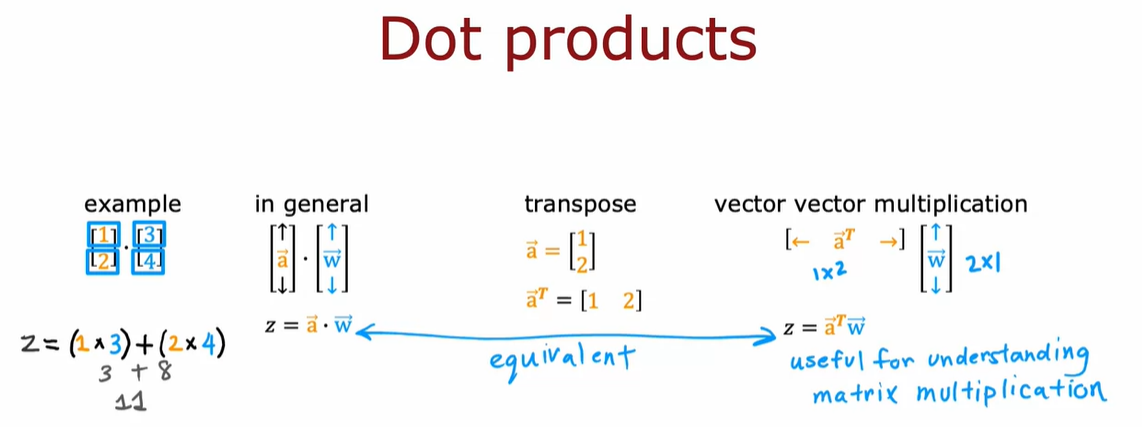 Dot products
example
[1] [3]
[2] · [4]
z = (1 × 3) + (2 × 4)
3 + 8
11
in general
[↑] [↑]
[a⃗] · [w⃗]
[↓] [↓]
z = a⃗ · w⃗
equivalent
transpose
a⃗ = [1
2]
a⃗ᵀ = [1 2]
vector vector multiplication
[← a⃗ᵀ →] [↑ w⃗ ↓]
1x2 2x1
z = a⃗ᵀw⃗
useful for understanding
matrix multiplication